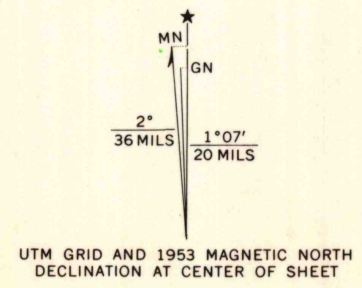 ★
MN
GN
2°
36 MILS
1°07′
20 MILS
UTM GRID AND 1953 MAGNETIC NORTH
DECLINATION AT CENTER OF SHEET